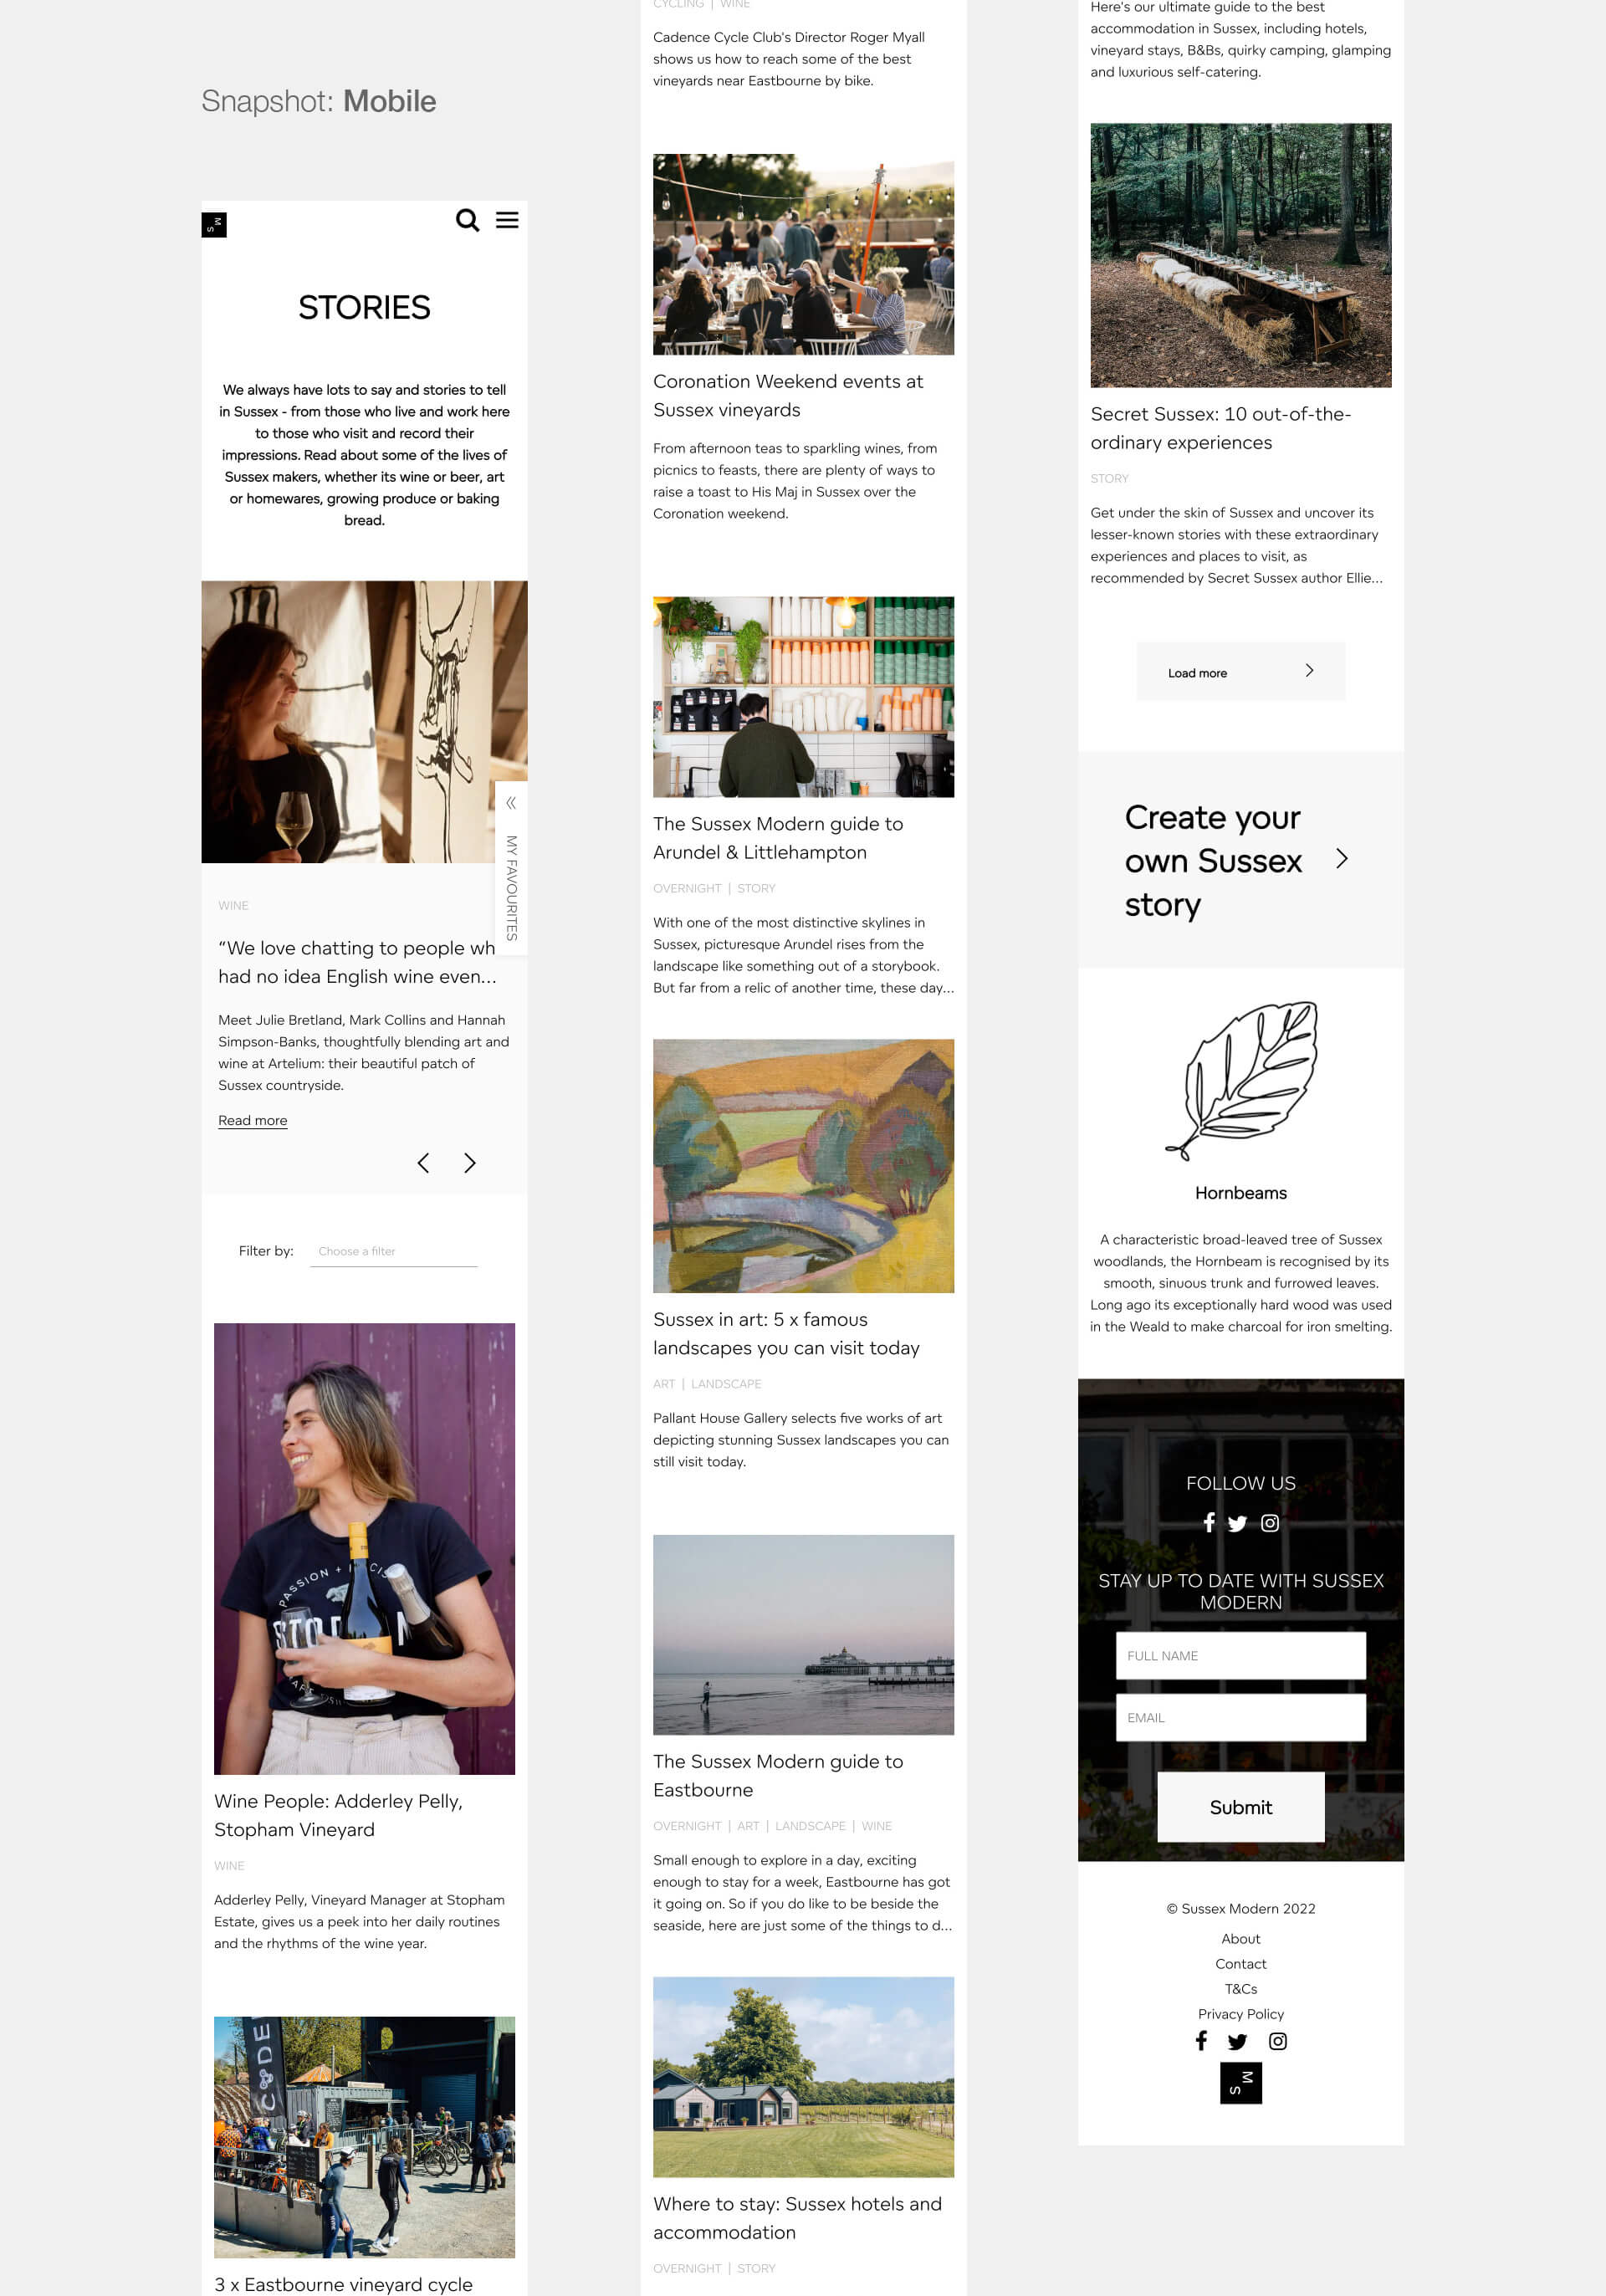 Snapshot: Mobile
M
S
STORIES
We always have lots to say and stories to tell
in Sussex - from those who live and work here
to those who visit and record their
impressions. Read about some of the lives of
Sussex makers, whether its wine or beer, art
or homewares, growing produce or baking
bread.
MY FAVOURITES
WINE
“We love chatting to people wh
had no idea English wine even...
Meet Julie Bretland, Mark Collins and Hannah
Simpson-Banks, thoughtfully blending art and
wine at Artelium: their beautiful patch of
Sussex countryside.
Read more
Filter by: Choose a filter
PASSION +
Wine People: Adderley Pelly,
Stopham Vineyard
WINE
Adderley Pelly, Vineyard Manager at Stopham
Estate, gives us a peek into her daily routines
and the rhythms of the wine year.
3 x Eastbourne vineyard cycle
CYCLING | WINE
Cadence Cycle Club's Director Roger Myall
shows us how to reach some of the best
vineyards near Eastbourne by bike.
Coronation Weekend events at
Sussex vineyards
From afternoon teas to sparkling wines, from
picnics to feasts, there are plenty of ways to
raise a toast to His Maj in Sussex over the
Coronation weekend.
The Sussex Modern guide to
Arundel & Littlehampton
OVERNIGHT | STORY
With one of the most distinctive skylines in
Sussex, picturesque Arundel rises from the
landscape like something out of a storybook.
But far from a relic of another time, these day...
Sussex in art: 5 x famous
landscapes you can visit today
ART | LANDSCAPE
Pallant House Gallery selects five works of art
depicting stunning Sussex landscapes you can
still visit today.
The Sussex Modern guide to
Eastbourne
OVERNIGHT | ART | LANDSCAPE | WINE
Small enough to explore in a day, exciting
enough to stay for a week, Eastbourne has got
it going on. So if you do like to be beside the
seaside, here are just some of the things to d...
Where to stay: Sussex hotels and
accommodation
OVERNIGHT | STORY
Here's our ultimate guide to the best
accommodation in Sussex, including hotels,
vineyard stays, B&Bs, quirky camping, glamping
and luxurious self-catering.
Secret Sussex: 10 out-of-the-
ordinary experiences
STORY
Get under the skin of Sussex and uncover its
lesser-known stories with these extraordinary
experiences and places to visit, as
recommended by Secret Sussex author Ellie...
Load more
Create your
own Sussex
story
Hornbeams
A characteristic broad-leaved tree of Sussex
woodlands, the Hornbeam is recognised by its
smooth, sinuous trunk and furrowed leaves.
Long ago its exceptionally hard wood was used
in the Weald to make charcoal for iron smelting.
FOLLOW US
STAY UP TO DATE WITH SUSSEX
MODERN
FULL NAME
EMAIL
Submit
© Sussex Modern 2022
About
Contact
T&Cs
Privacy Policy
M
S